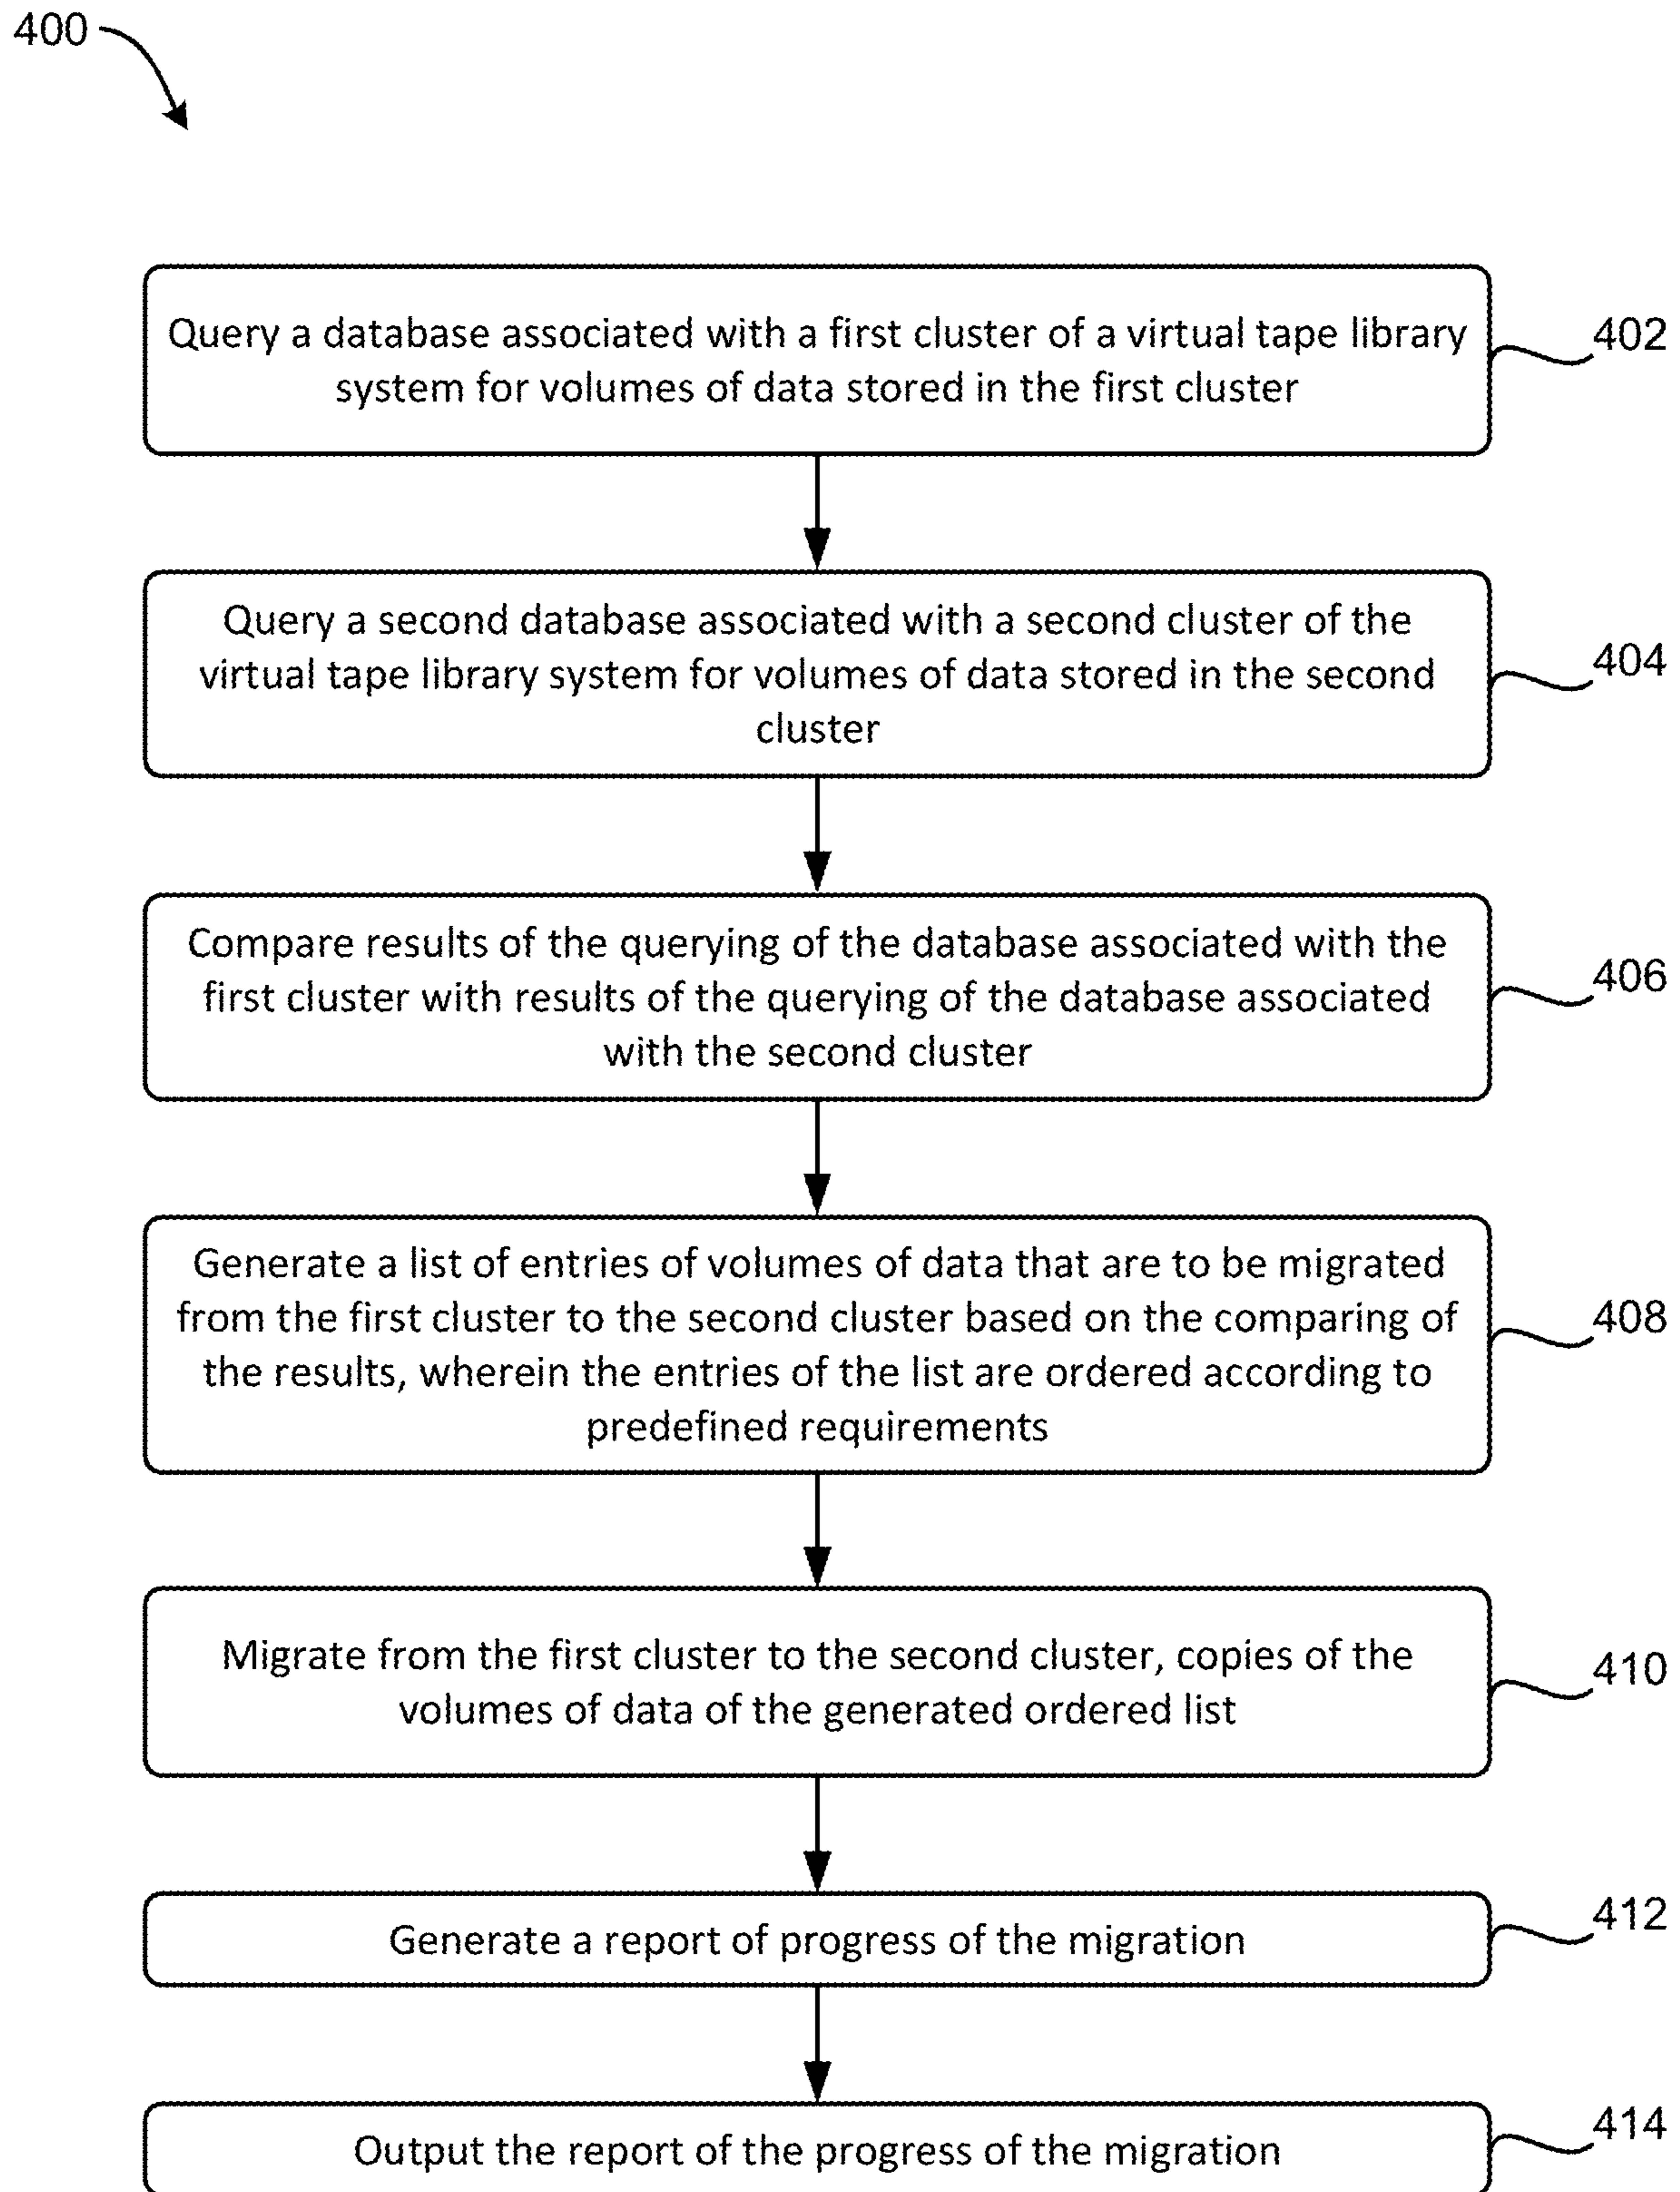 400
Query a database associated with a first cluster of a virtual tape library
system for volumes of data stored in the first cluster
402
Query a second database associated with a second cluster of the
virtual tape library system for volumes of data stored in the second
cluster
404
Compare results of the querying of the database associated with the
first cluster with results of the querying of the database associated
with the second cluster
406
Generate a list of entries of volumes of data that are to be migrated
from the first cluster to the second cluster based on the comparing of
the results, wherein the entries of the list are ordered according to
predefined requirements
408
Migrate from the first cluster to the second cluster, copies of the
volumes of data of the generated ordered list
410
Generate a report of progress of the migration
412
Output the report of the progress of the migration
414